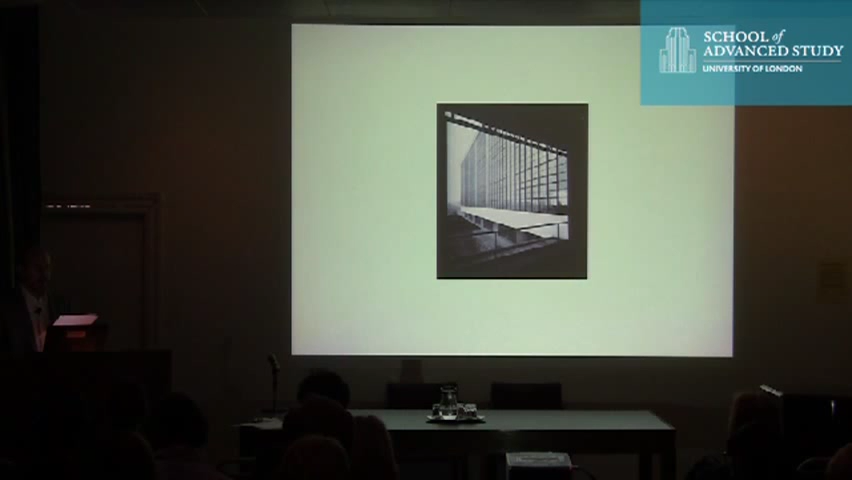 SCHOOL of
ADVANCED STUDY
UNIVERSITY OF LONDON